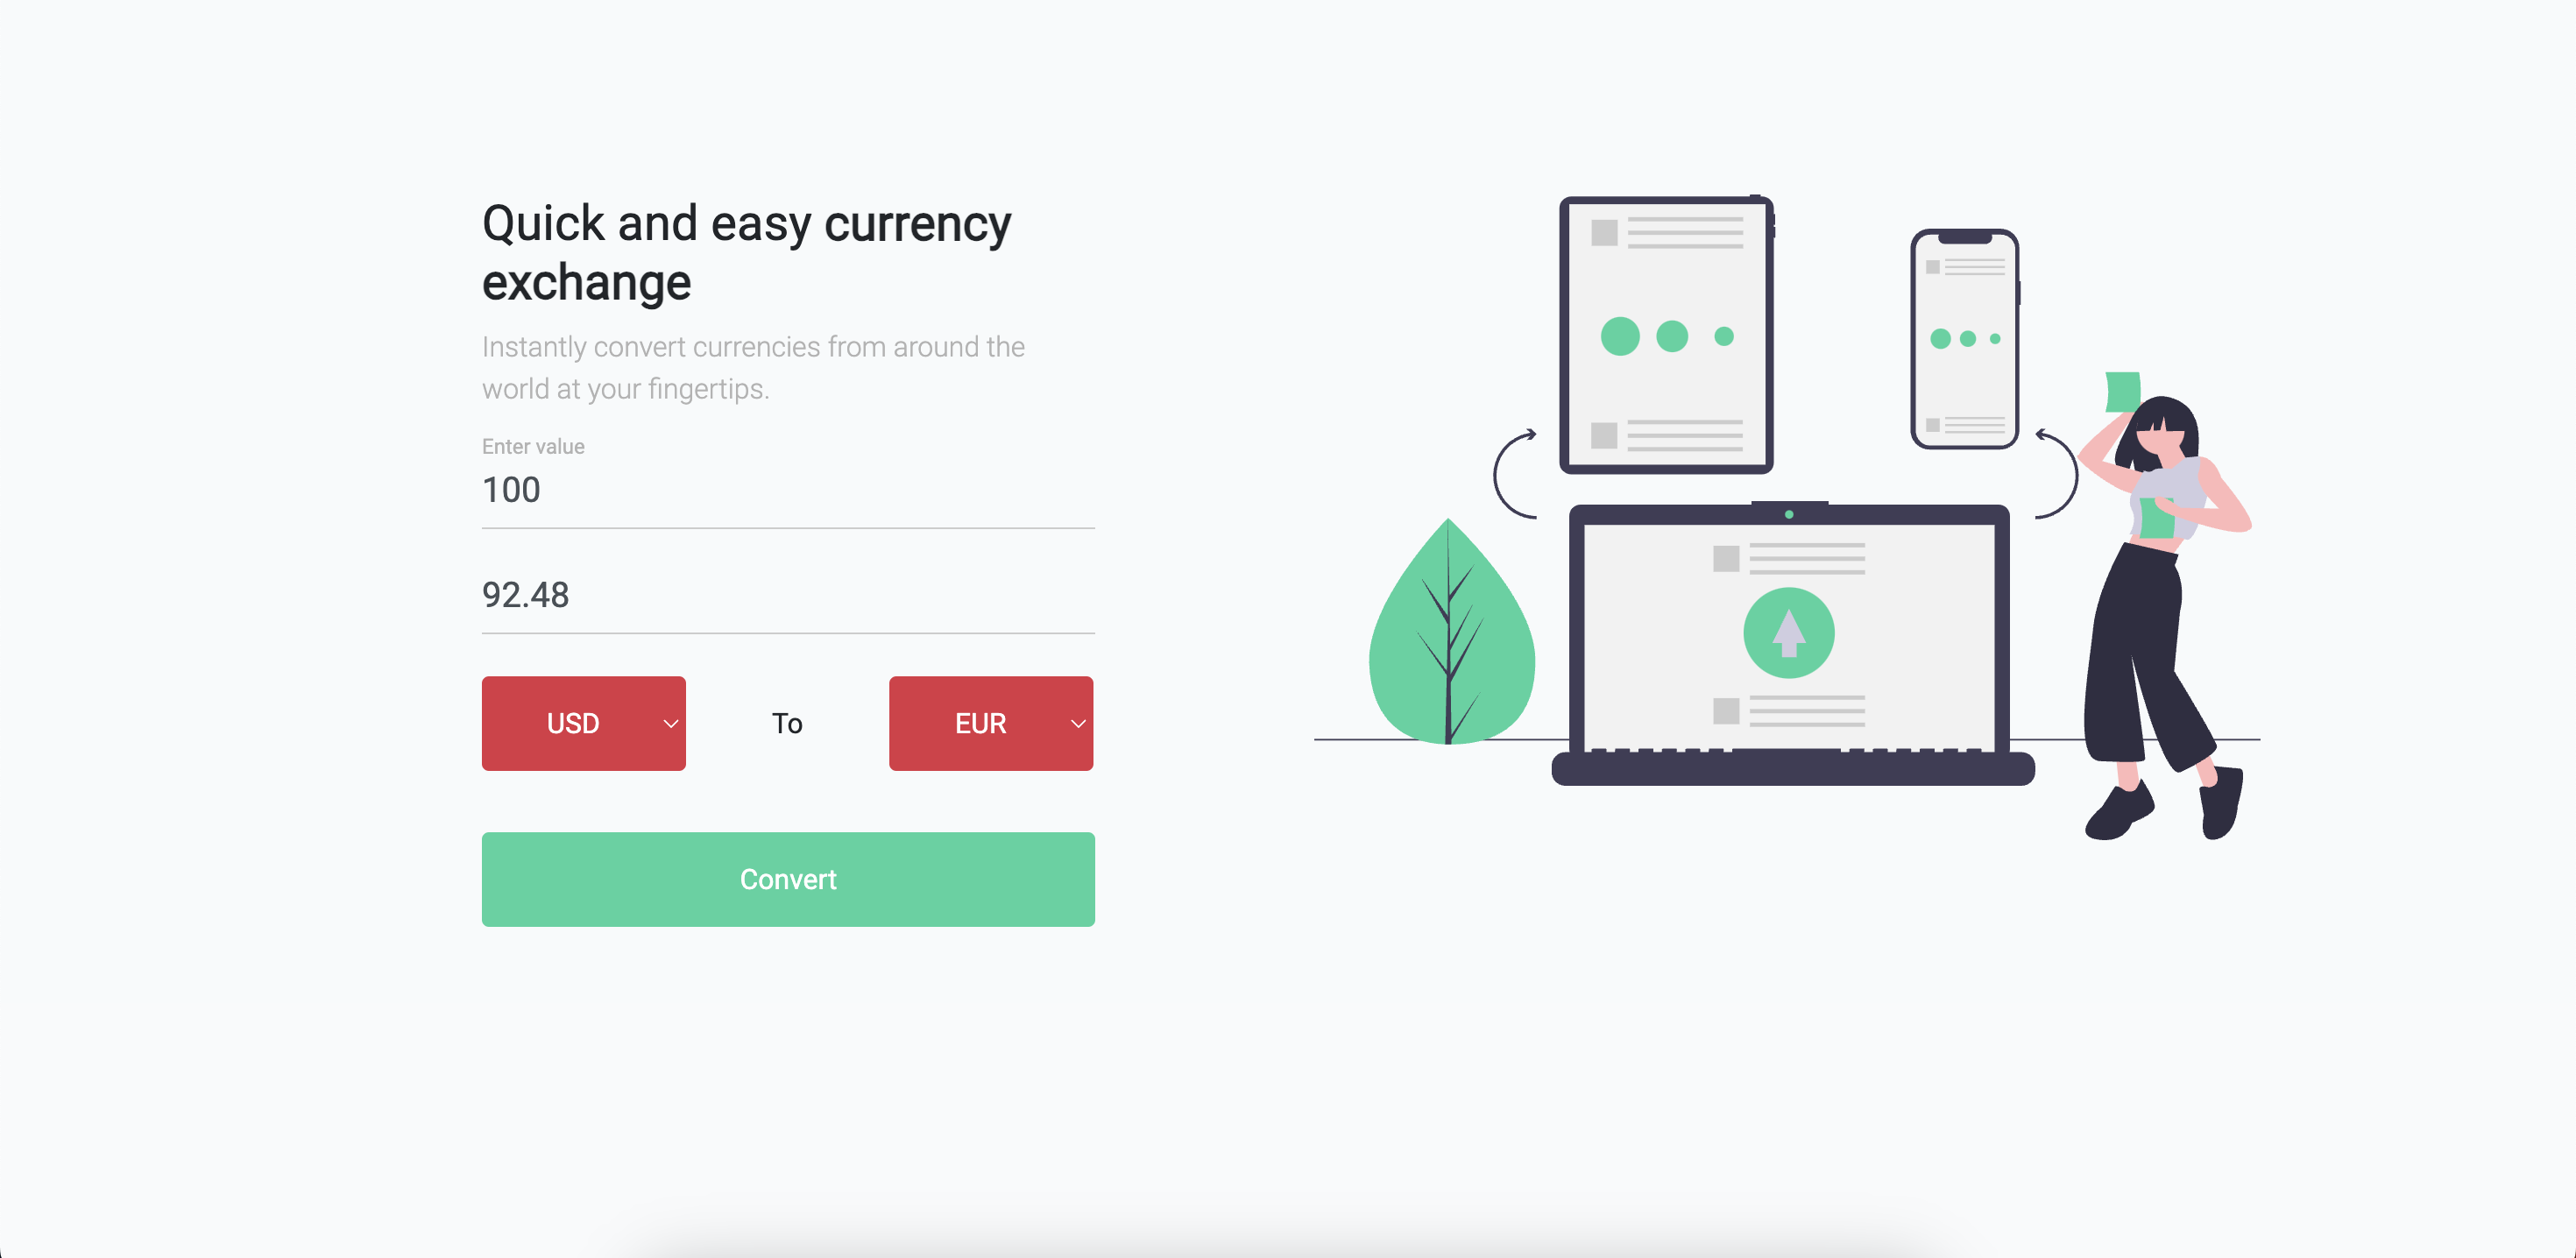 Quick and easy currency
exchange
Instantly convert currencies from around the
world at your fingertips.
Enter value
100
92.48
USD To EUR
Convert